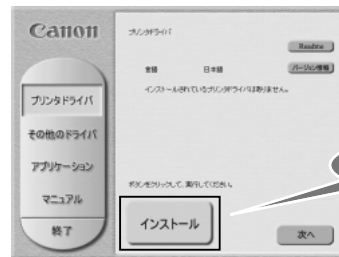 Canon
プリンタドライバ
Readme
言語 日本語
バージョン情報
インストールされているプリンタドライバはありません。
プリンタドライバ
その他のドライバ
アプリケーション
マニュアル
終了
ボタンをクリックして、実行してください。
インストール
次へ